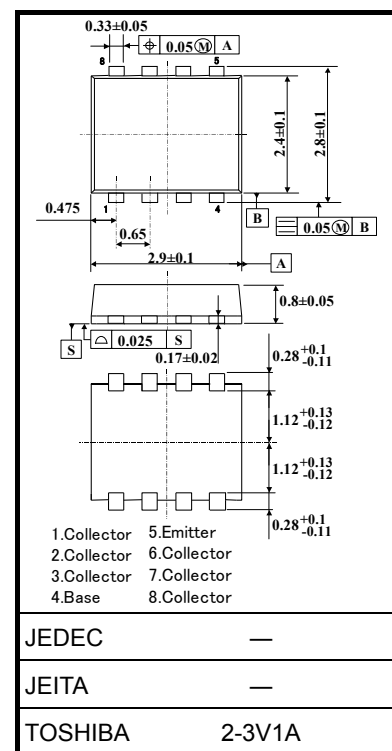 0.33±0.05
⌖ 0.05Ⓜ A
8 5
2.4±0.1
2.8±0.1
0.475
1 4
B
0.05Ⓜ B
0.65
2.9±0.1
A
0.8±0.05
S
⌓ 0.025 S
0.17±0.02
0.28 +0.1 -0.11
1.12 +0.13 -0.12
1.12 +0.13 -0.12
0.28 +0.1 -0.11
1.Collector 5.Emitter
2.Collector 6.Collector
3.Collector 7.Collector
4.Base 8.Collector
JEDEC —
JEITA —
TOSHIBA 2-3V1A